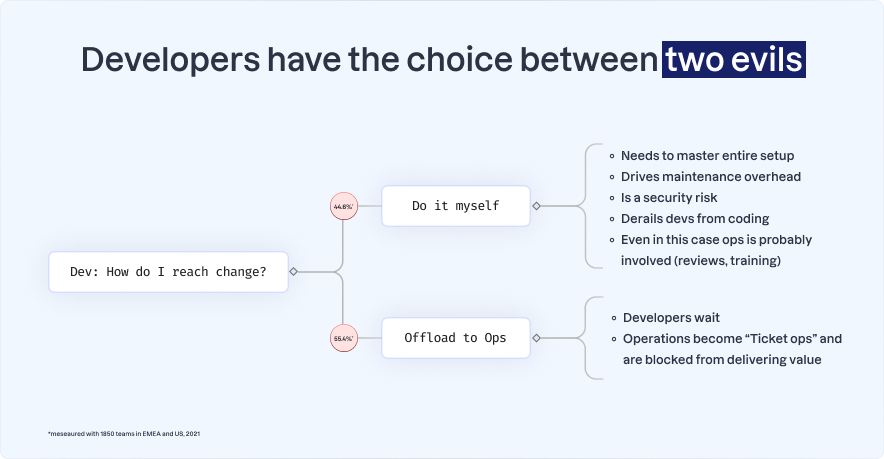 Developers have the choice between two evils
Needs to master entire setup
Drives maintenance overhead
44.6%*
Do it myself
Is a security risk
Derails devs from coding
Even in this case ops is probably
involved (reviews, training)
Dev: How do I reach change?
55.4%*
Offload to Ops
Developers wait
Operations become “Ticket ops” and
are blocked from delivering value
*meseaured with 1850 teams in EMEA and US, 2021